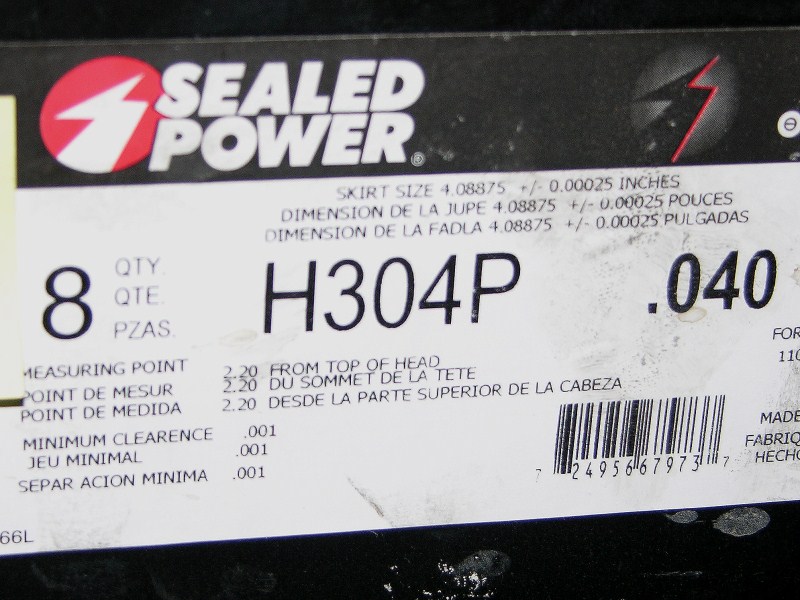 SEALED
POWER®
SKIRT SIZE 4.08875 +/- 0.00025 INCHES
DIMENSION DE LA JUPE 4.08875 +/- 0.00025 POUCES
DIMENSION DE LA FADLA 4.08875 +/- 0.00025 PULGADAS
8 QTY. H304P .040
QTE.
PZAS.
FOR
110
MEASURING POINT 2.20 FROM TOP OF HEAD
POINT DE MESUR 2.20 DU SOMMET DE LA TETE
POINT DE MEDIDA 2.20 DESDE LA PARTE SUPERIOR DE LA CABEZA
MINIMUM CLEARENCE .001
JEU MINIMAL .001
SEPAR ACION MINIMA .001
MADE
FABRIQ
HECHO
7 24956 67973 7
66L